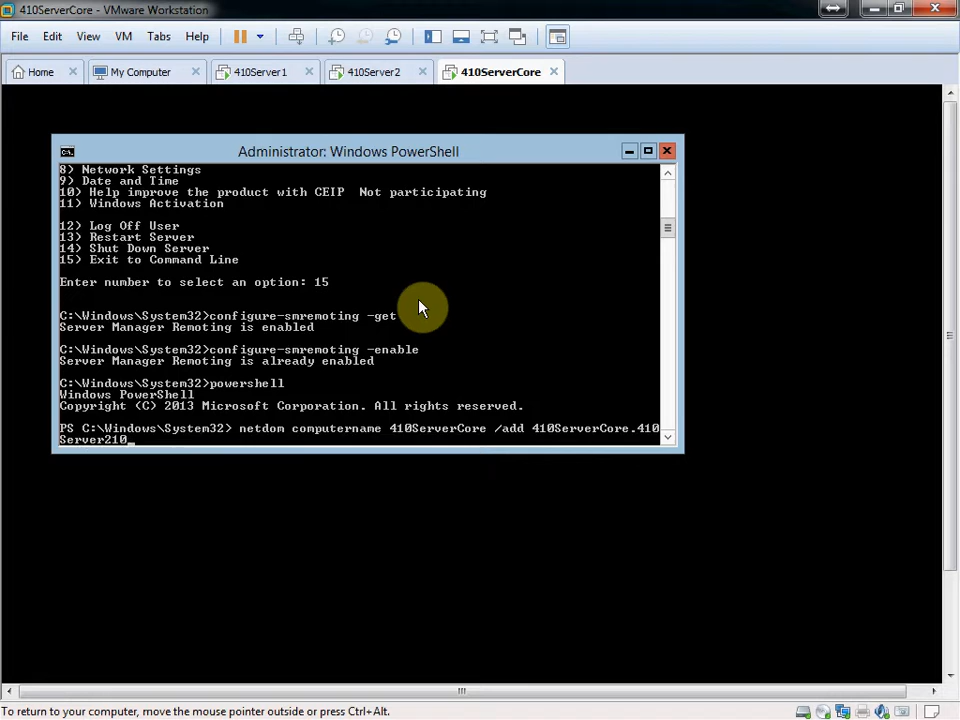 410ServerCore - VMware Workstation
File Edit View VM Tabs Help
Home My Computer 410Server1 410Server2 410ServerCore
Administrator: Windows PowerShell
8) Network Settings
9) Date and Time
10) Help improve the product with CEIP  Not participating
11) Windows Activation
12) Log Off User
13) Restart Server
14) Shut Down Server
15) Exit to Command Line
Enter number to select an option: 15
C:\Windows\System32>configure-smremoting -get
Server Manager Remoting is enabled
C:\Windows\System32>configure-smremoting -enable
Server Manager Remoting is already enabled
C:\Windows\System32>powershell
Windows PowerShell
Copyright (C) 2013 Microsoft Corporation. All rights reserved.
PS C:\Windows\System32> netdom computername 410ServerCore /add 410ServerCore.410
Server210_
To return to your computer, move the mouse pointer outside or press Ctrl+Alt.